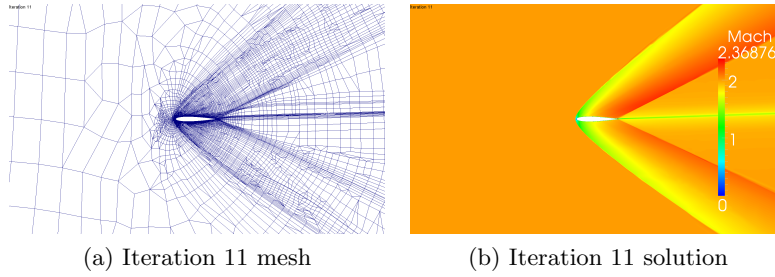 Iteration 11
Iteration 11
Mach
2.36876
2
1
0
(a) Iteration 11 mesh
(b) Iteration 11 solution